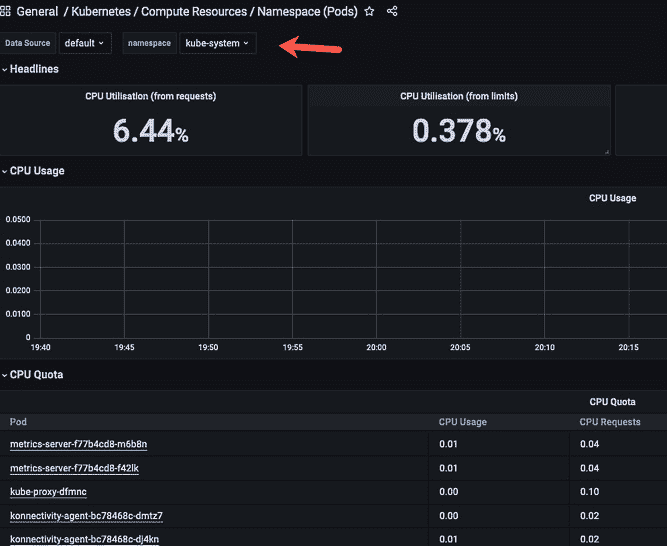 General / Kubernetes / Compute Resources / Namespace (Pods)
Data Source default namespace kube-system
Headlines
CPU Utilisation (from requests) CPU Utilisation (from limits)
6.44% 0.378%
CPU Usage
CPU Usage
0.0500
0.0400
0.0300
0.0200
0.0100
0
19:40 19:45 19:50 19:55 20:00 20:05 20:10 20:15
CPU Quota
CPU Quota
Pod CPU Usage CPU Requests
metrics-server-f77b4cd8-m6b8n 0.01 0.04
metrics-server-f77b4cd8-f42lk 0.01 0.04
kube-proxy-dfmnc 0.00 0.10
konnectivity-agent-bc78468c-dmtz7 0.00 0.02
konnectivity-agent-bc78468c-dj4kn 0.01 0.02